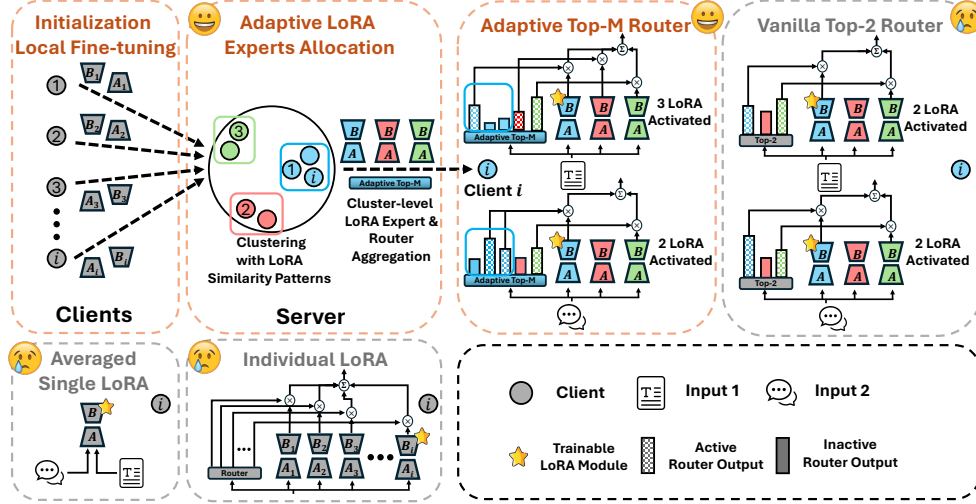 Initialization
Local Fine-tuning
1
B1
A1
2
B2
A2
3
A3
B3
i
Ai
Bi
Clients
Adaptive LoRA
Experts Allocation
3
1
i
2
Clustering
with LoRA
Similarity Patterns
B B B
A A A
Adaptive Top-M
Cluster-level
LoRA Expert &
Router
Aggregation
Server
Adaptive Top-M Router
Σ
× × ×
B B B
A A A
Adaptive Top-M
3 LoRA
Activated
T
i
Client i
Σ
× ×
B B B
A A A
Adaptive Top-M
2 LoRA
Activated
Vanilla Top-2 Router
Σ
× ×
B B B
A A A
Top-2
2 LoRA
Activated
T
i
Σ
× ×
B B B
A A A
Top-2
2 LoRA
Activated
Averaged
Single LoRA
i
B
A
T
Individual LoRA
i
Σ
× × × ×
...
B1 B2 B3 Bi
A1 A2 A3 Ai
Router
Client
T
Input 1
Input 2
Trainable
LoRA Module
Active
Router Output
Inactive
Router Output